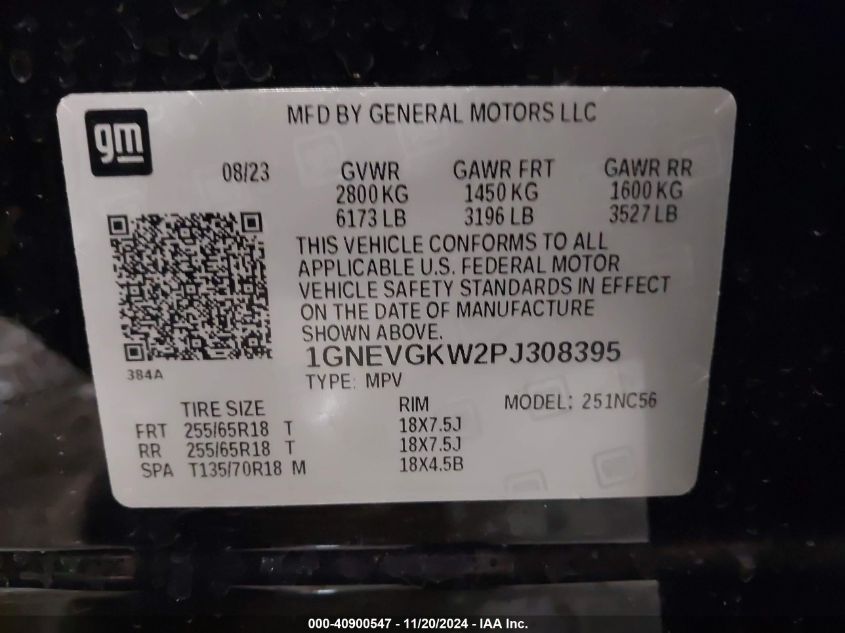 gm
MFD BY GENERAL MOTORS LLC
08/23 GVWR GAWR FRT GAWR RR
2800 KG 1450 KG 1600 KG
6173 LB 3196 LB 3527 LB
THIS VEHICLE CONFORMS TO ALL
APPLICABLE U.S. FEDERAL MOTOR
VEHICLE SAFETY STANDARDS IN EFFECT
ON THE DATE OF MANUFACTURE
SHOWN ABOVE.
1GNEVGKW2PJ308395
384A
TYPE: MPV
TIRE SIZE RIM MODEL: 251NC56
FRT 255/65R18 T 18X7.5J
RR 255/65R18 T 18X7.5J
SPA T135/70R18 M 18X4.5B
000-40900547 - 11/20/2024 - IAA Inc.